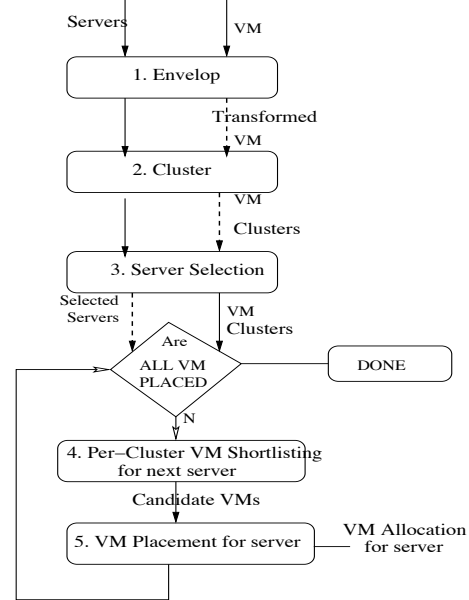 Servers
VM
1. Envelop
Transformed
VM
2. Cluster
VM
Clusters
3. Server Selection
Selected
Servers
VM
Clusters
Are
ALL VM
PLACED
DONE
N
4. Per–Cluster VM Shortlisting
for next server
Candidate VMs
5. VM Placement for server
VM Allocation
for server